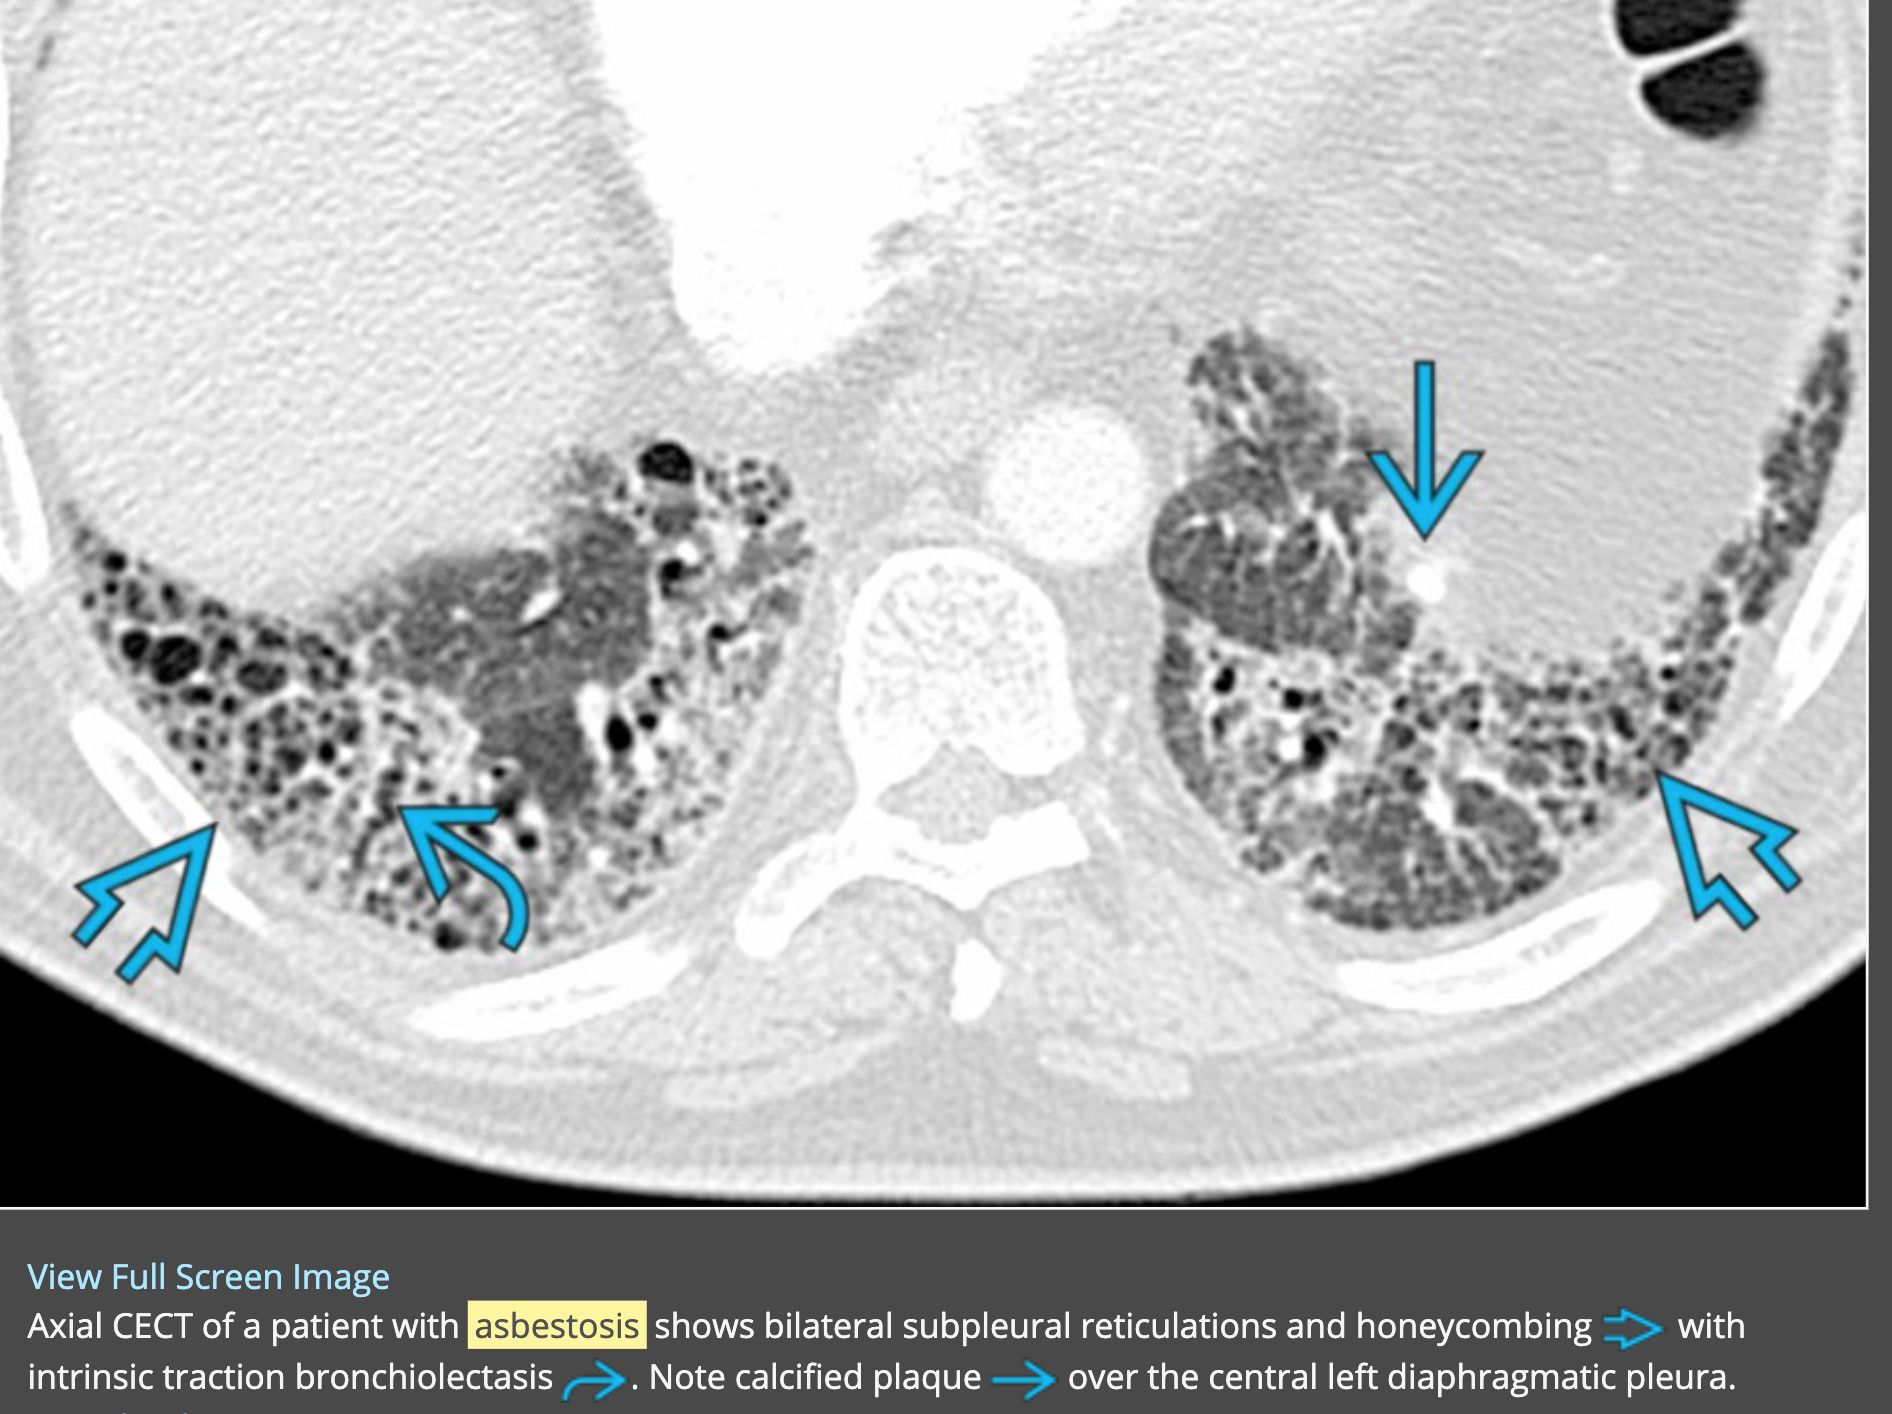 View Full Screen Image
Axial CECT of a patient with asbestosis shows bilateral subpleural reticulations and honeycombing with
intrinsic traction bronchiolectasis . Note calcified plaque over the central left diaphragmatic pleura.